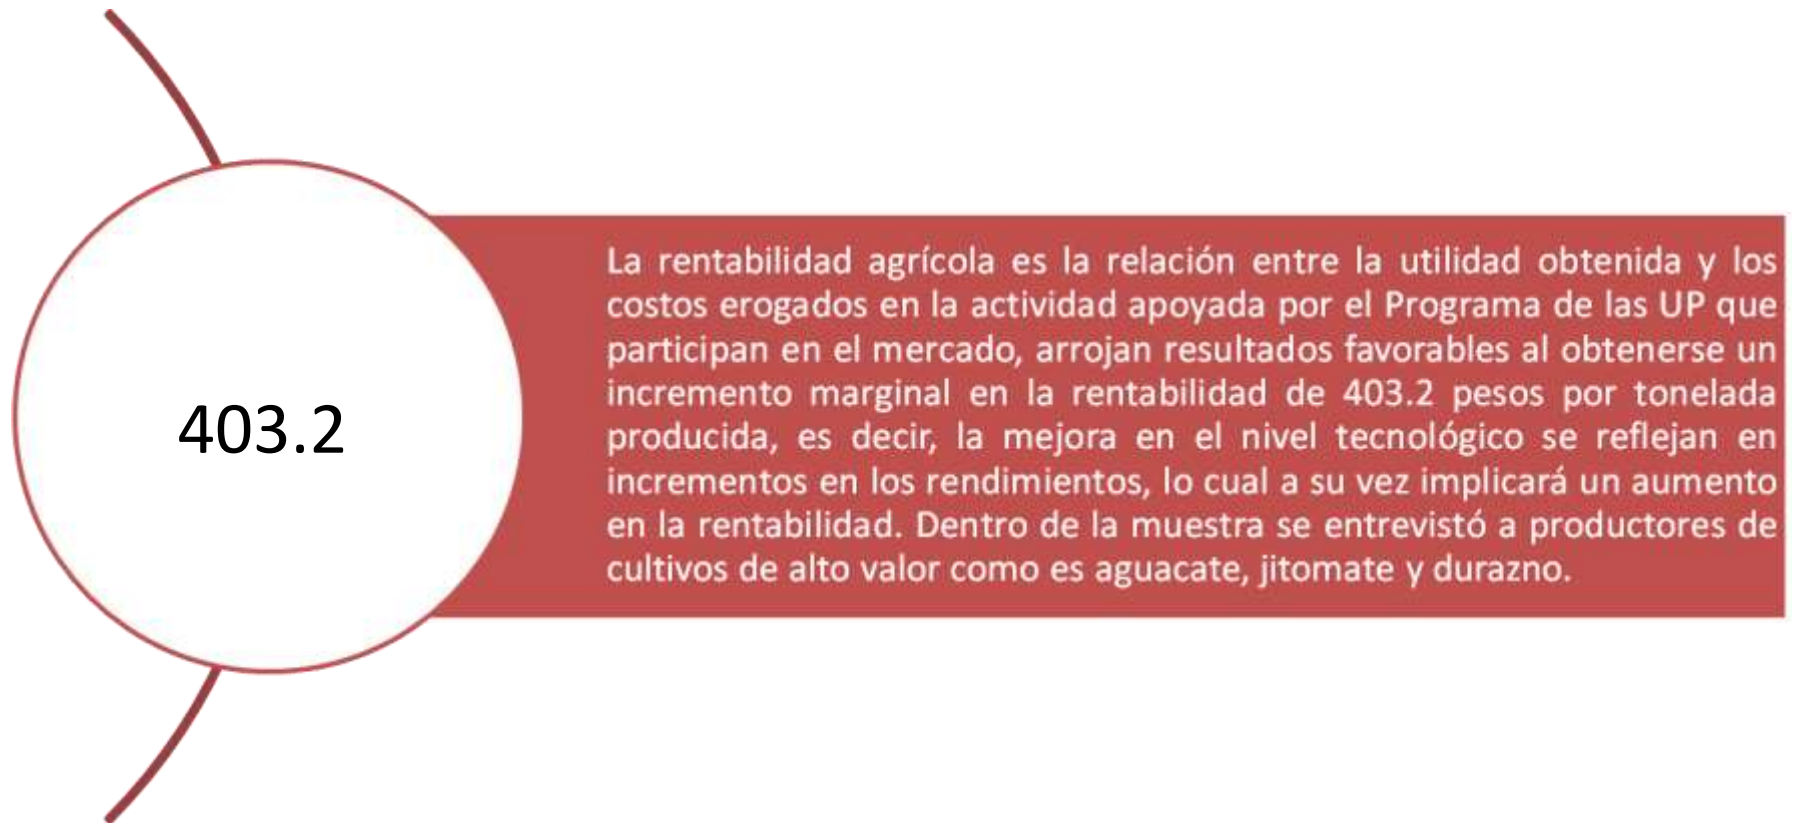 403.2
La rentabilidad agrícola es la relación entre la utilidad obtenida y los
costos erogados en la actividad apoyada por el Programa de las UP que
participan en el mercado, arrojan resultados favorables al obtenerse un
incremento marginal en la rentabilidad de 403.2 pesos por tonelada
producida, es decir, la mejora en el nivel tecnológico se reflejan en
incrementos en los rendimientos, lo cual a su vez implicará un aumento
en la rentabilidad. Dentro de la muestra se entrevistó a productores de
cultivos de alto valor como es aguacate, jitomate y durazno.